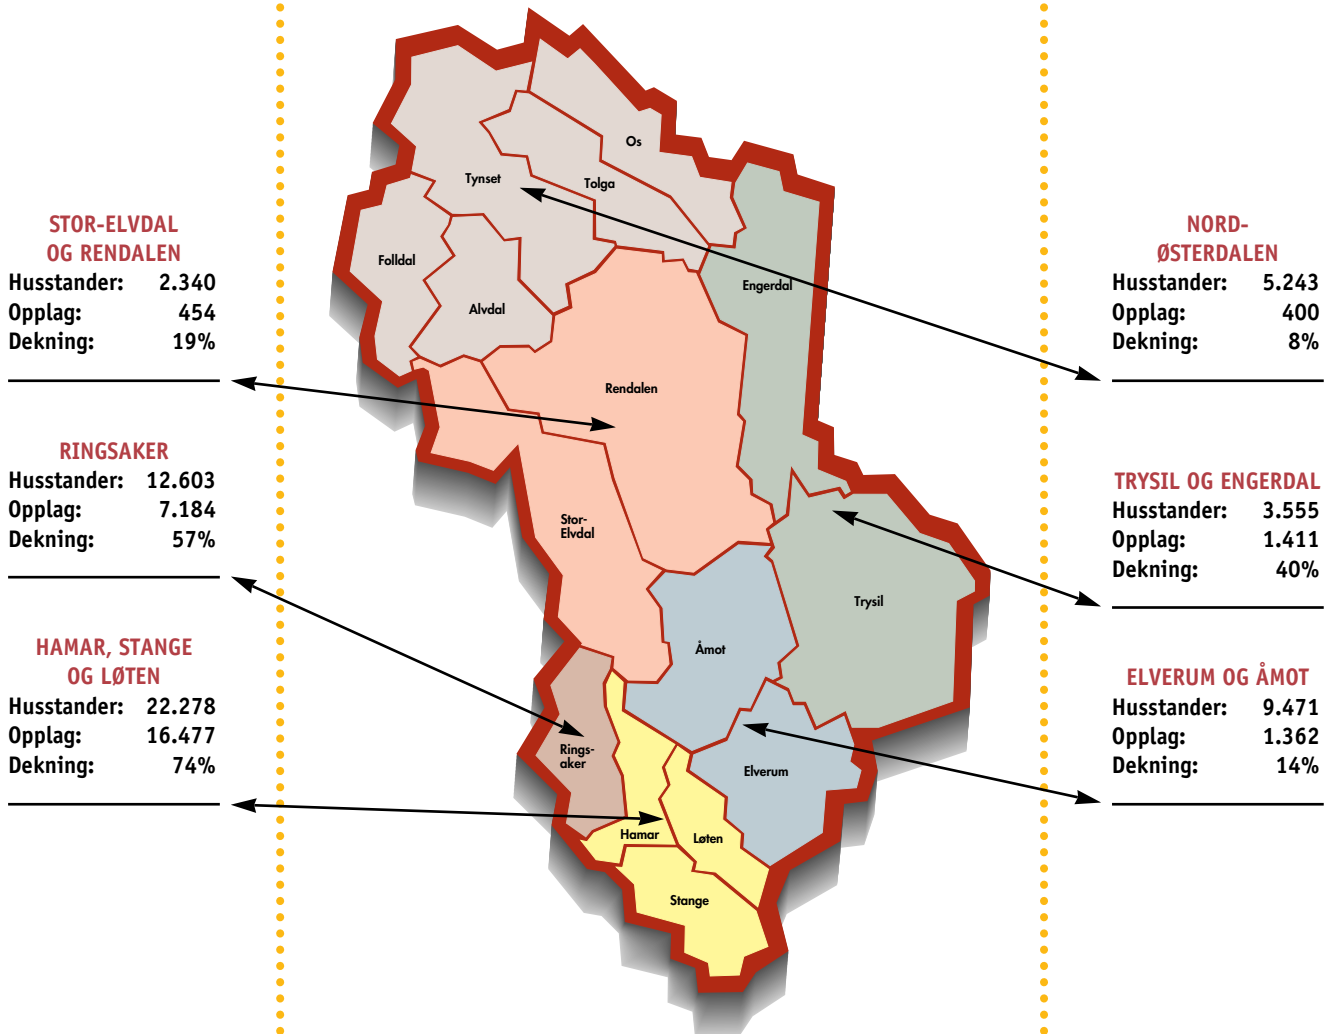 STOR-ELVDAL
OG RENDALEN
Husstander: 2.340
Opplag: 454
Dekning: 19%
RINGSAKER
Husstander: 12.603
Opplag: 7.184
Dekning: 57%
HAMAR, STANGE
OG LØTEN
Husstander: 22.278
Opplag: 16.477
Dekning: 74%
Os
Tynset
Tolga
Folldal
Engerdal
Alvdal
Rendalen
Stor-
Elvdal
Trysil
Åmot
Rings-
aker
Elverum
Hamar
Løten
Stange
NORD-
ØSTERDALEN
Husstander: 5.243
Opplag: 400
Dekning: 8%
TRYSIL OG ENGERDAL
Husstander: 3.555
Opplag: 1.411
Dekning: 40%
ELVERUM OG ÅMOT
Husstander: 9.471
Opplag: 1.362
Dekning: 14%